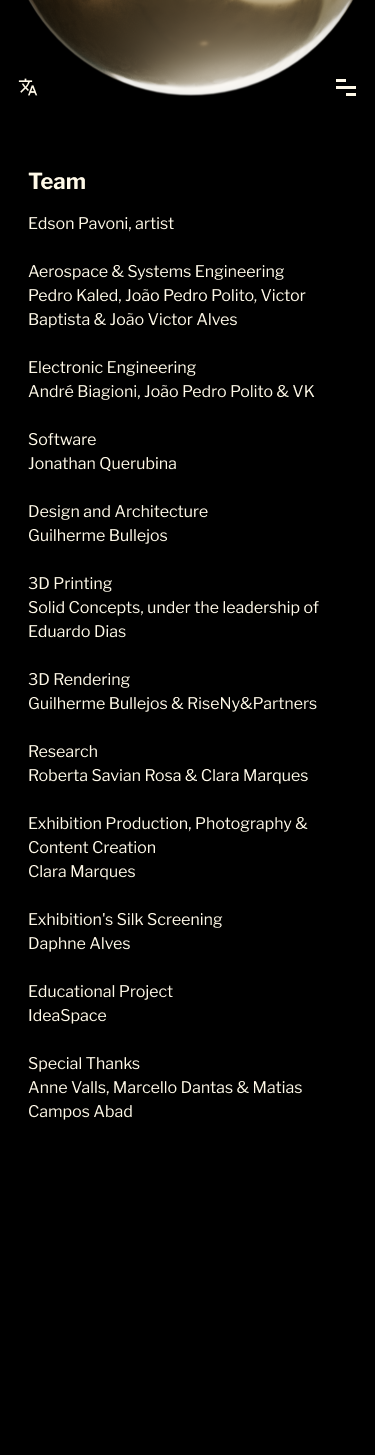 Team
Edson Pavoni, artist
Aerospace & Systems Engineering
Pedro Kaled, João Pedro Polito, Victor
Baptista & João Victor Alves
Electronic Engineering
André Biagioni, João Pedro Polito & VK
Software
Jonathan Querubina
Design and Architecture
Guilherme Bullejos
3D Printing
Solid Concepts, under the leadership of
Eduardo Dias
3D Rendering
Guilherme Bullejos & RiseNy&Partners
Research
Roberta Savian Rosa & Clara Marques
Exhibition Production, Photography &
Content Creation
Clara Marques
Exhibition's Silk Screening
Daphne Alves
Educational Project
IdeaSpace
Special Thanks
Anne Valls, Marcello Dantas & Matias
Campos Abad